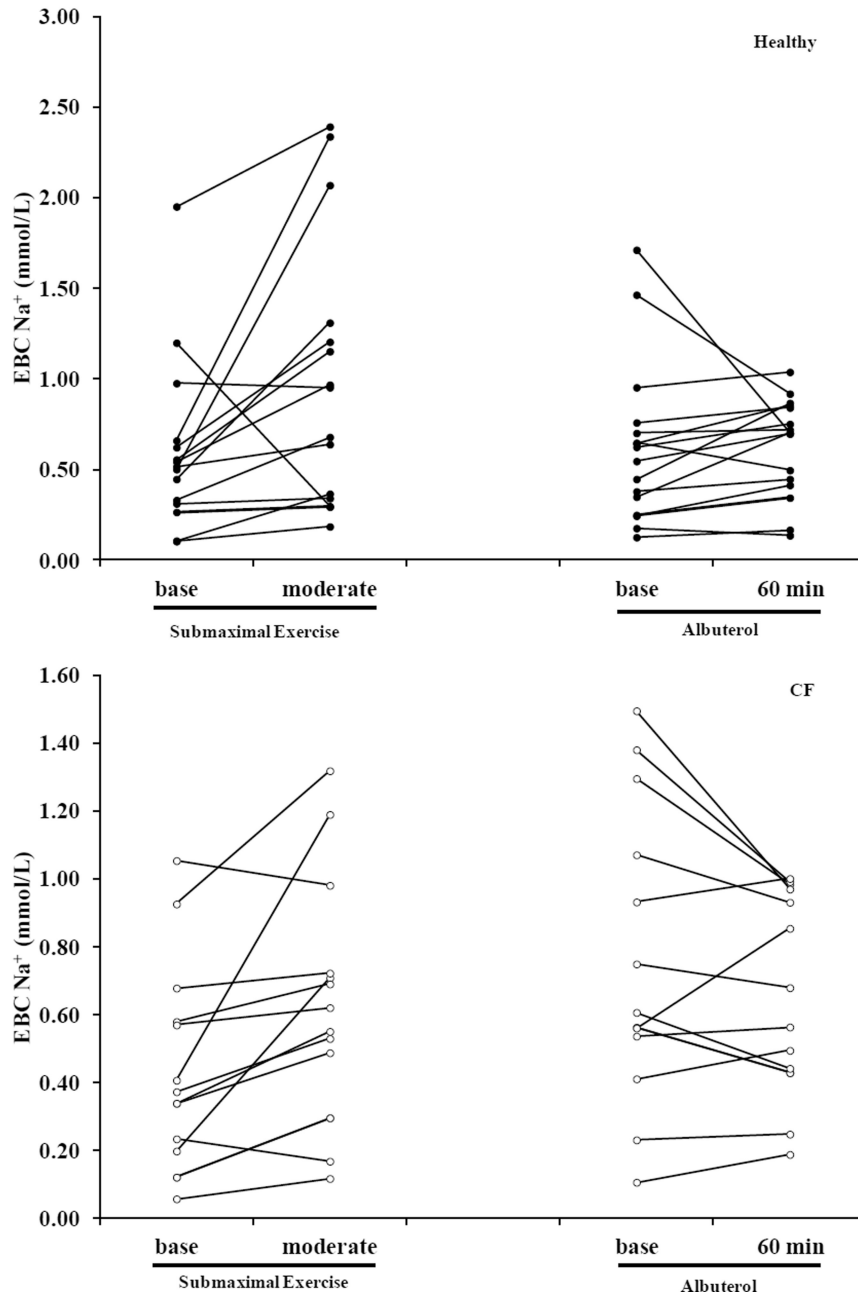 3.00
Healthy
2.50
2.00
1.50
1.00
0.50
0.00
EBC Na⁺ (mmol/L)
base moderate base 60 min
Submaximal Exercise Albuterol
1.60
CF
1.40
1.20
1.00
0.80
0.60
0.40
0.20
0.00
EBC Na⁺ (mmol/L)
base moderate base 60 min
Submaximal Exercise Albuterol